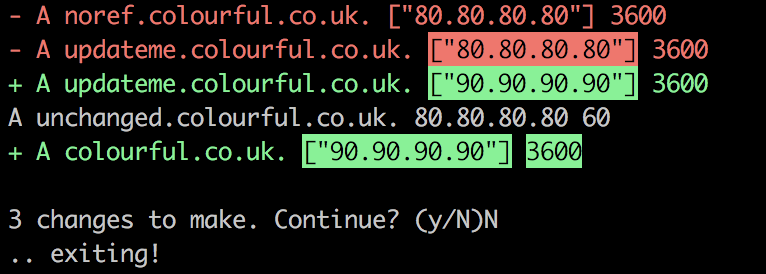 - A noref.colourful.co.uk. ["80.80.80.80"] 3600
- A updateme.colourful.co.uk. ["80.80.80.80"] 3600
+ A updateme.colourful.co.uk. ["90.90.90.90"] 3600
A unchanged.colourful.co.uk. 80.80.80.80 60
+ A colourful.co.uk. ["90.90.90.90"] 3600
3 changes to make. Continue? (y/N)N
.. exiting!